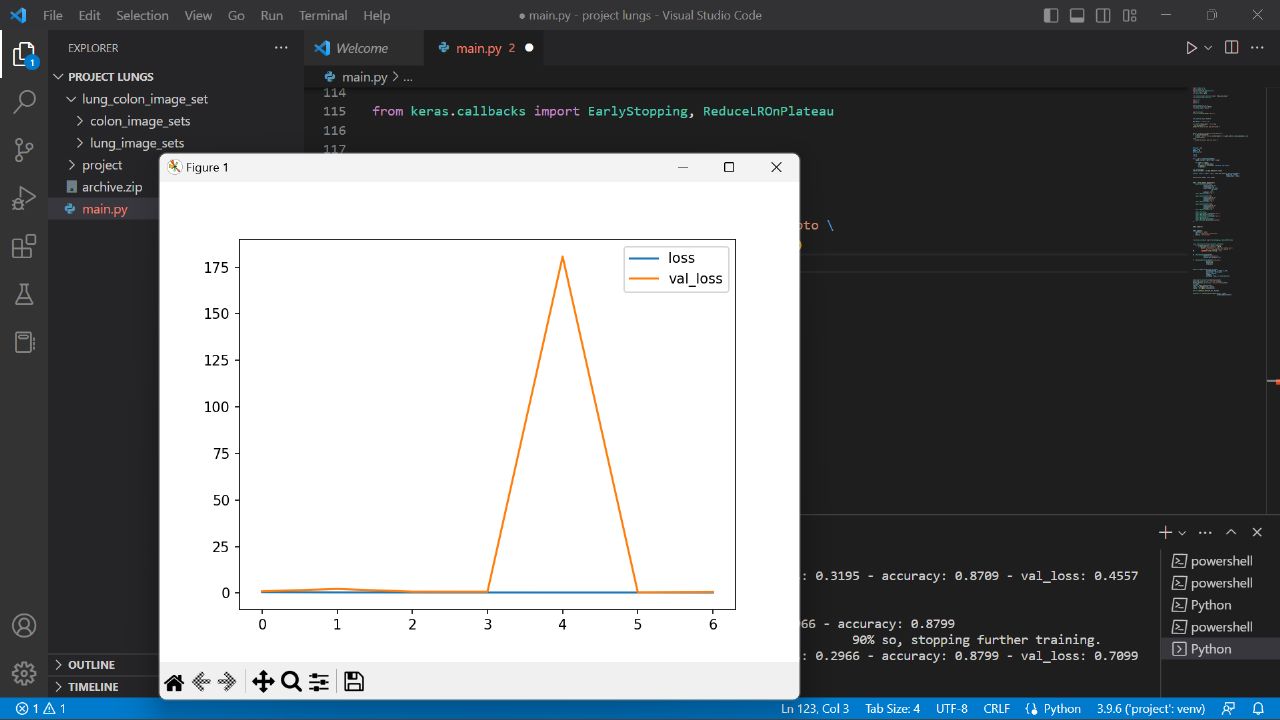 File Edit Selection View Go Run Terminal Help
● main.py - project lungs - Visual Studio Code
EXPLORER
Welcome
main.py 2
PROJECT LUNGS
main.py > ...
lung_colon_image_set
colon_image_sets
lung_image_sets
project
archive.zip
main.py
114
115 from keras.callbacks import EarlyStopping, ReduceLROnPlateau
116
117
Figure 1
oto \
)
loss
val_loss
175
150
125
100
75
50
25
0
0 1 2 3 4 5 6
powershell
: 0.3195 - accuracy: 0.8709 - val_loss: 0.4557
powershell
Python
66 - accuracy: 0.8799
powershell
90% so, stopping further training.
: 0.2966 - accuracy: 0.8799 - val_loss: 0.7099
Python
OUTLINE
TIMELINE
1
1 1
Ln 123, Col 3 Tab Size: 4 UTF-8 CRLF Python 3.9.6 ('project': venv)